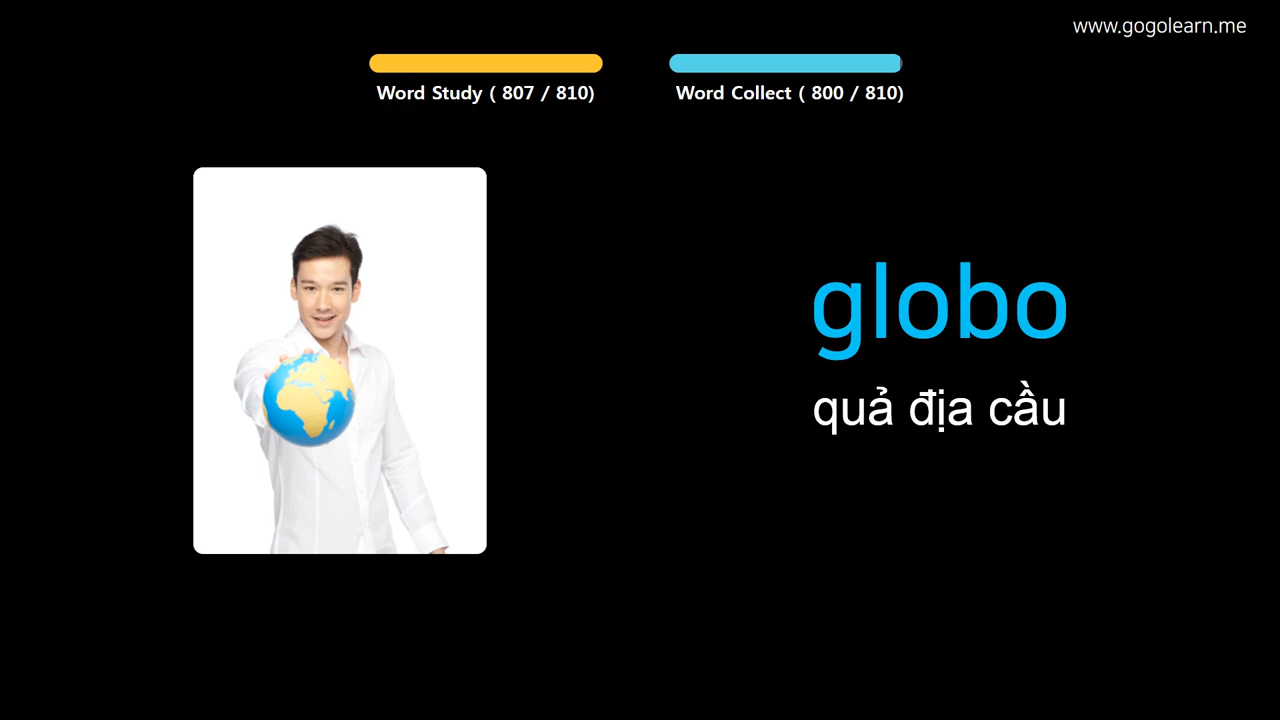 www.gogolearn.me
Word Study ( 807 / 810)
Word Collect ( 800 / 810)
globo
quả địa cầu